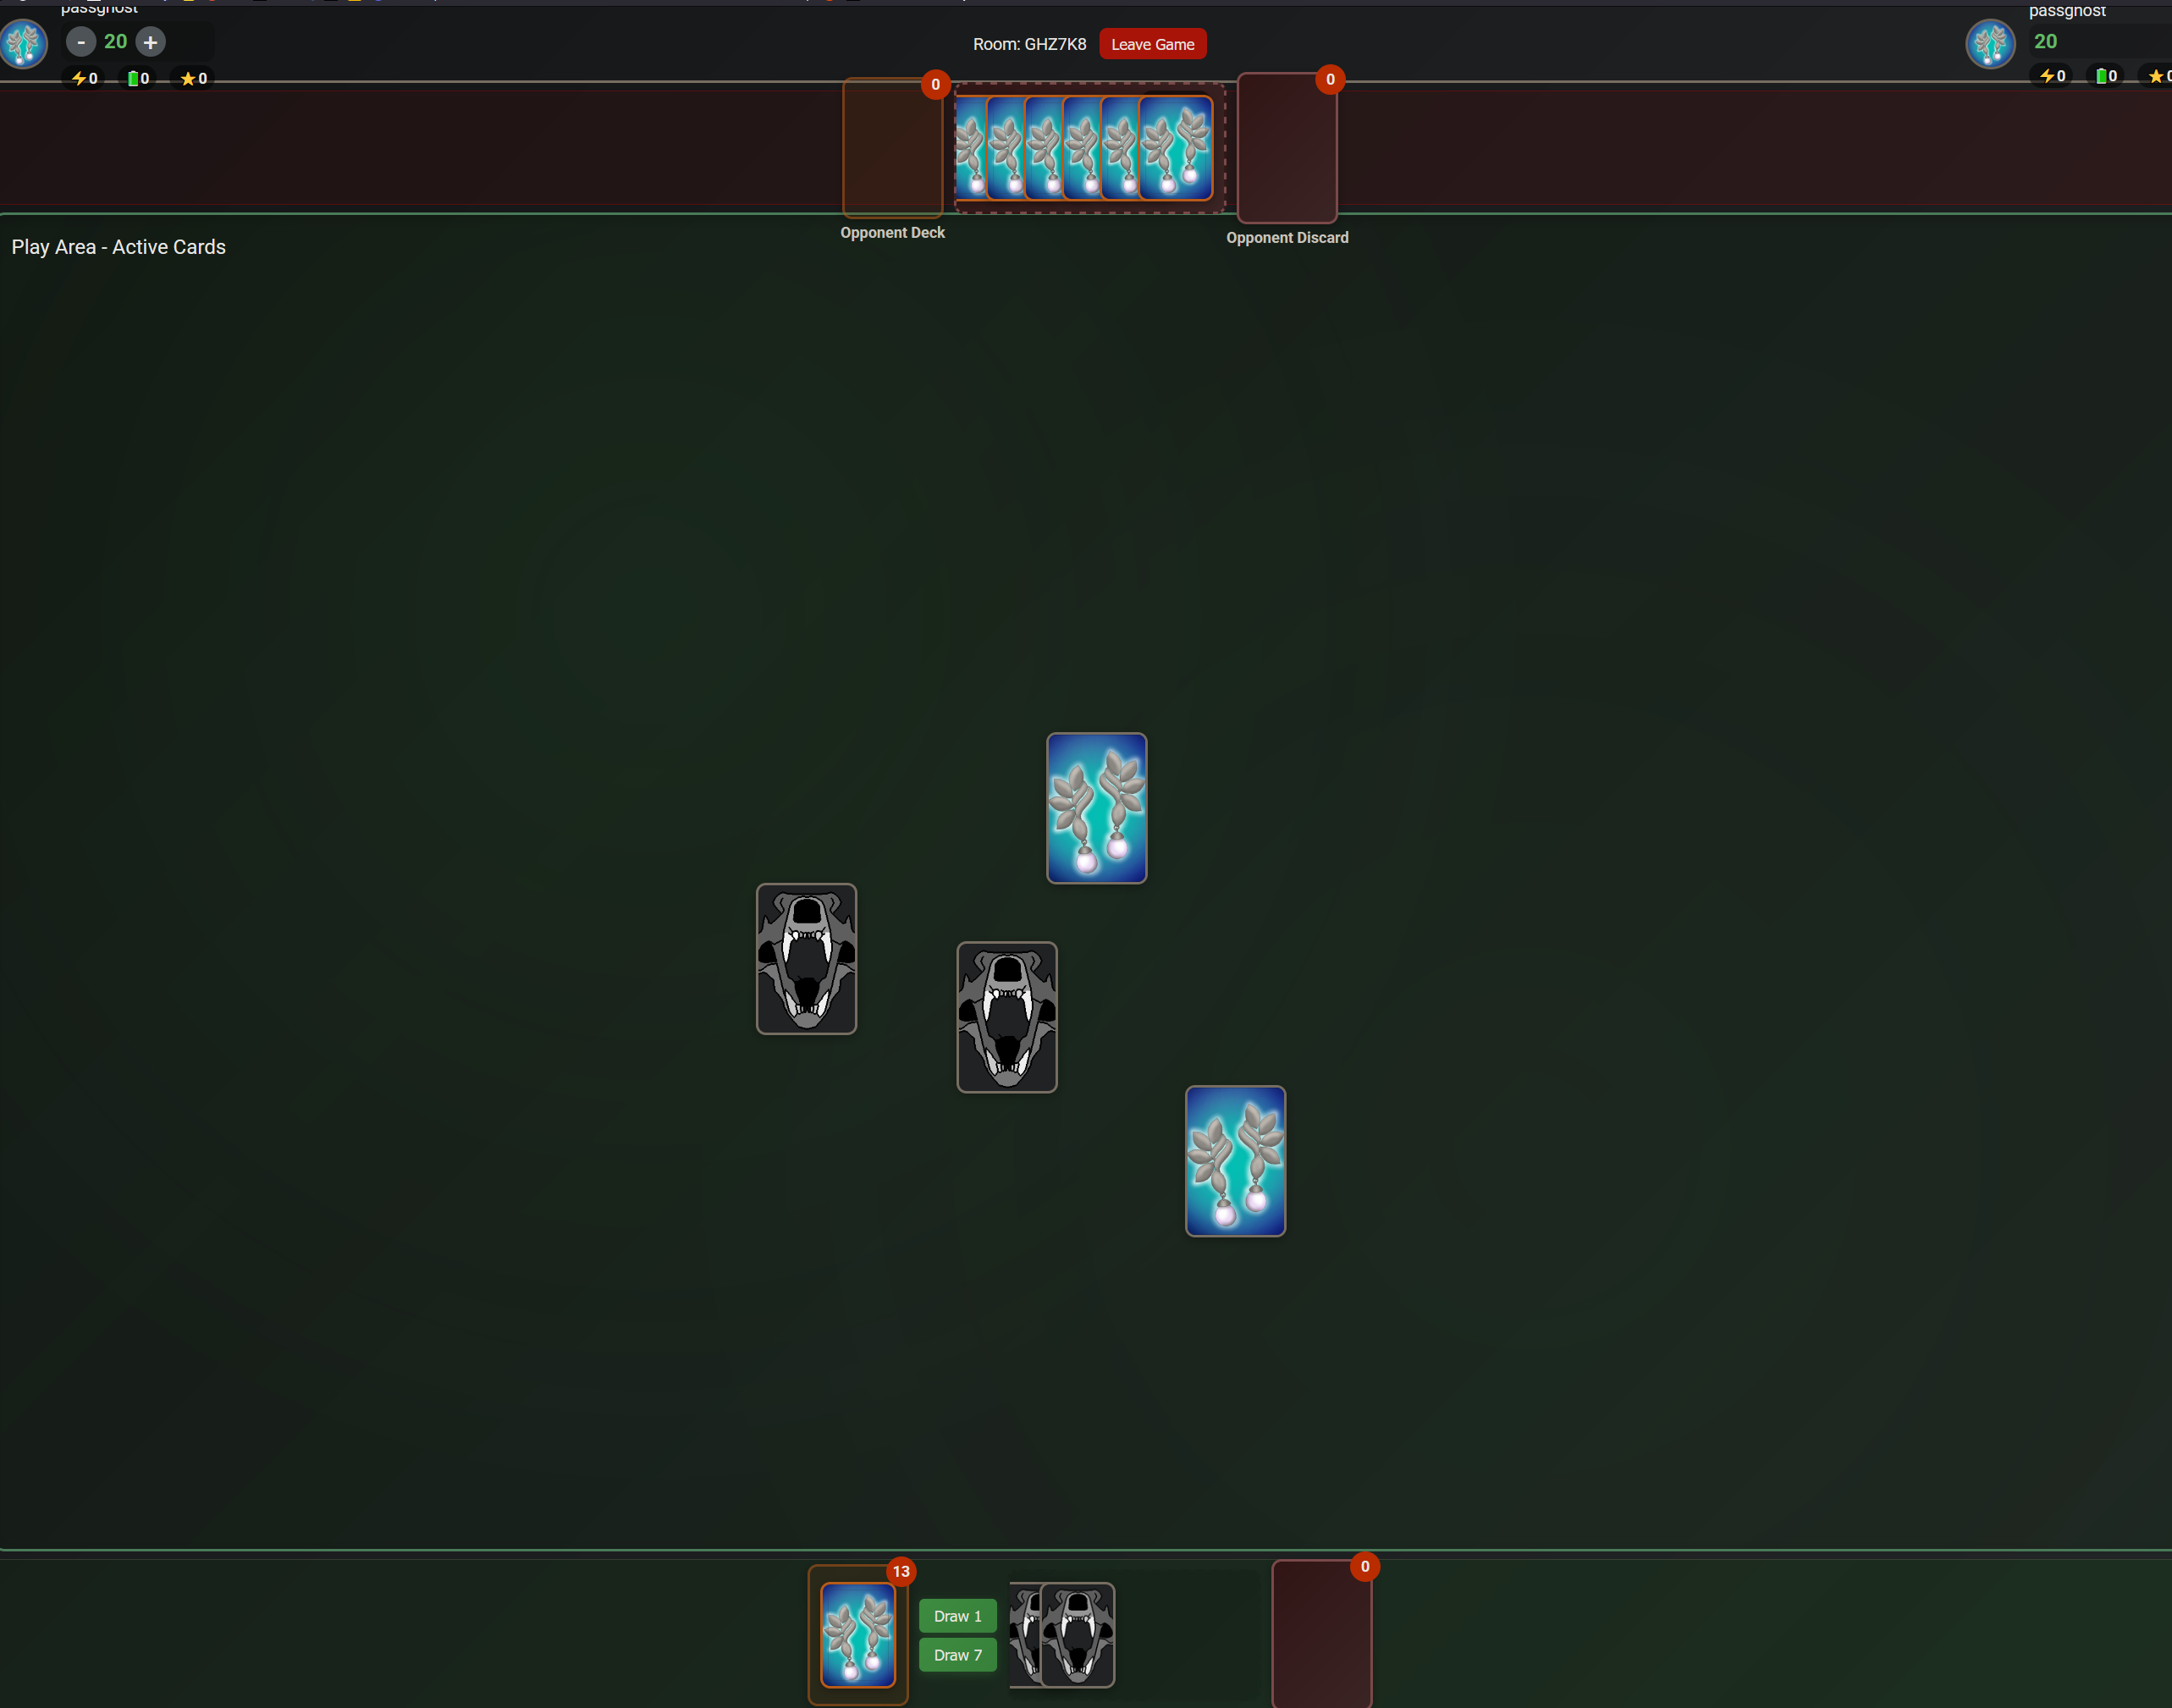 passghost
- 20 +
0 0 0
Room: GHZ7K8 Leave Game
passghost
20
0 0 0
0
0
Opponent Deck
Opponent Discard
Play Area - Active Cards
13
Draw 1
Draw 7
0